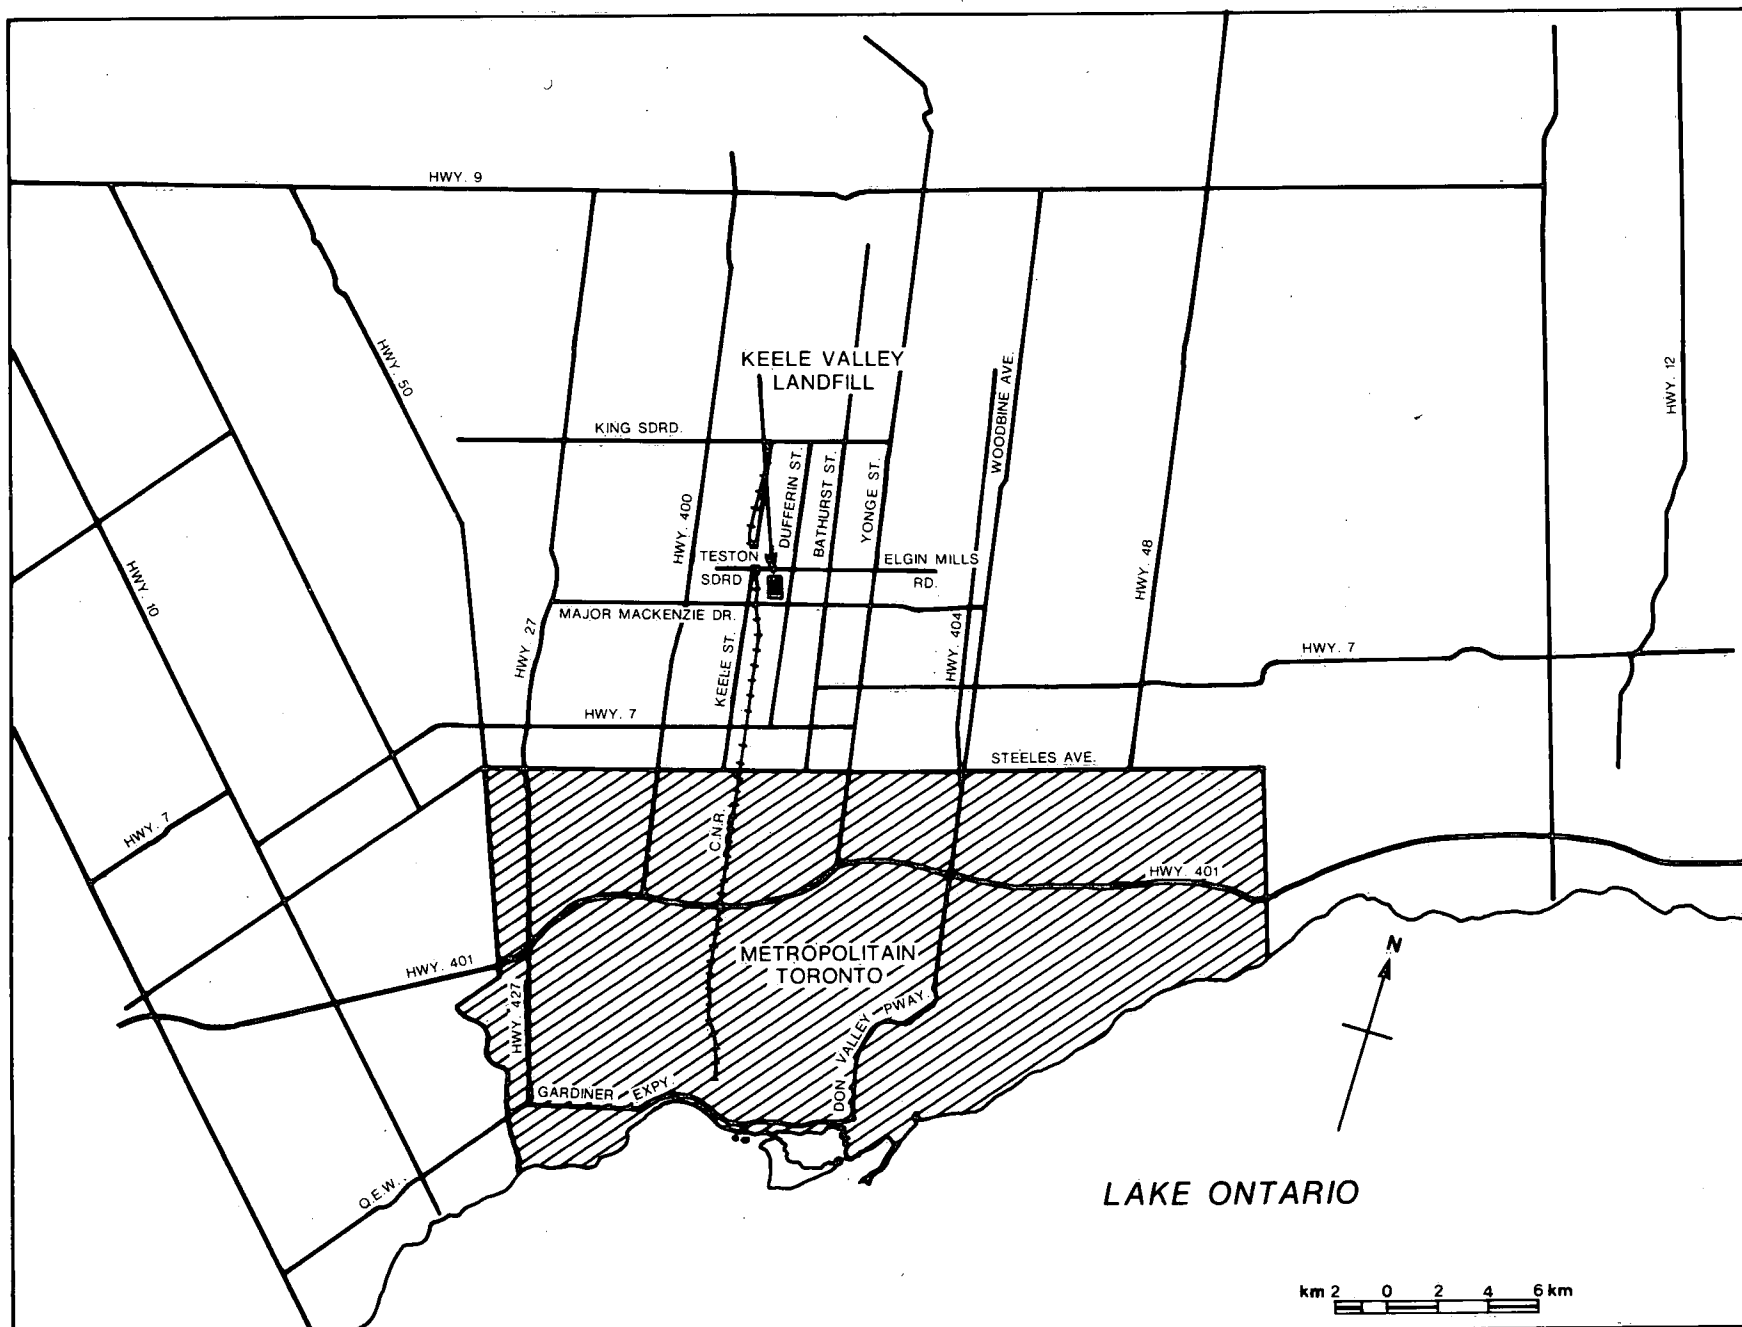 HWY. 9
HWY. 50
KEELE VALLEY
LANDFILL
WOODBINE AVE.
HWY. 12
KING SDRD.
DUFFERIN ST.
BATHURST ST.
YONGE ST.
HWY. 400
HWY. 48
TESTON
SDRD
ELGIN MILLS
RD.
HWY. 10
MAJOR MACKENZIE DR.
HWY. 27
KEELE ST.
HWY. 404
HWY. 7
HWY. 7
STEELES AVE.
HWY. 7
C.N.R.
HWY. 401
METROPOLITAIN
TORONTO
N
HWY. 401
HWY. 427
DON VALLEY PWAY.
GARDINER EXPY.
Q.E.W.
LAKE ONTARIO
km 2 0 2 4 6 km